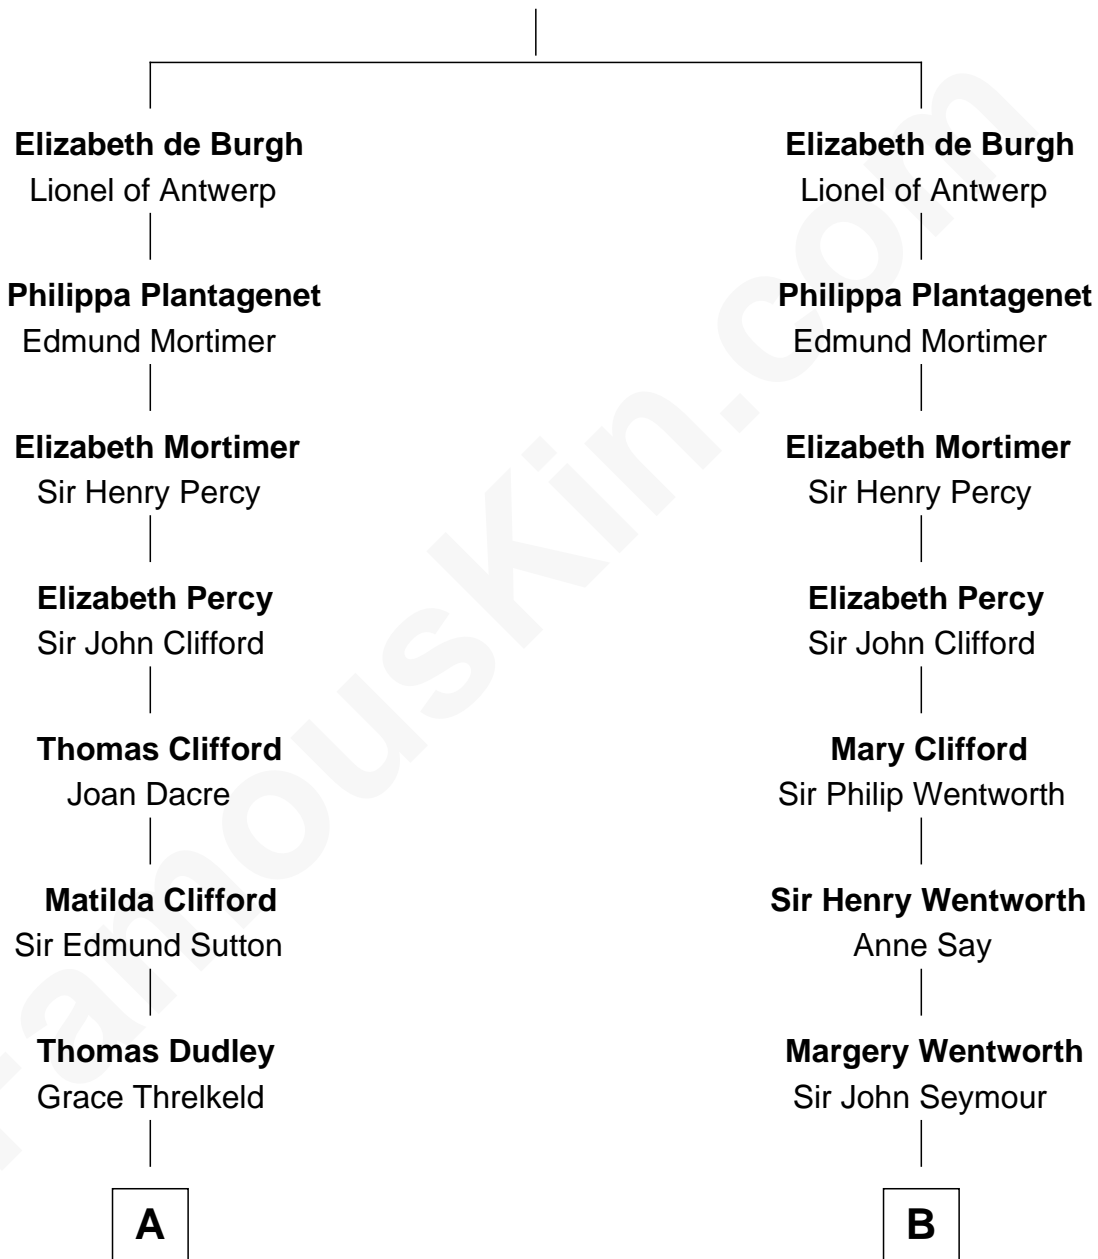 Elizabeth de Burgh
Lionel of Antwerp
Philippa Plantagenet
Edmund Mortimer
Elizabeth Mortimer
Sir Henry Percy
Elizabeth Percy
Sir John Clifford
Thomas Clifford
Joan Dacre
Matilda Clifford
Sir Edmund Sutton
Thomas Dudley
Grace Threlkeld
A
Elizabeth de Burgh
Lionel of Antwerp
Philippa Plantagenet
Edmund Mortimer
Elizabeth Mortimer
Sir Henry Percy
Elizabeth Percy
Sir John Clifford
Mary Clifford
Sir Philip Wentworth
Sir Henry Wentworth
Anne Say
Margery Wentworth
Sir John Seymour
B
FamousKin.com